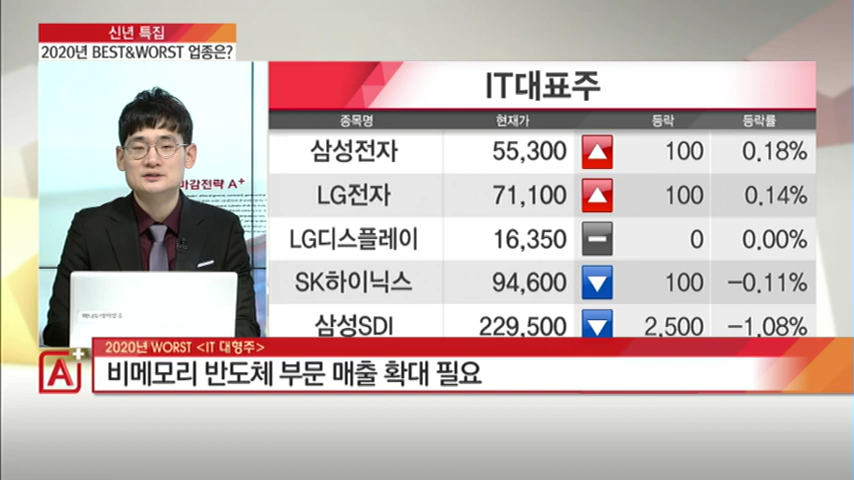 신년 특집
2020년 BEST&WORST 업종은?
마감전략 A+
IT대표주
종목명 현재가 등락 등락률
삼성전자 55,300 ▲ 100 0.18%
LG전자 71,100 ▲ 100 0.14%
LG디스플레이 16,350 － 0 0.00%
SK하이닉스 94,600 ▼ 100 -0.11%
삼성SDI 229,500 ▼ 2,500 -1.08%
A+
2020년 WORST <IT 대형주>
비메모리 반도체 부문 매출 확대 필요